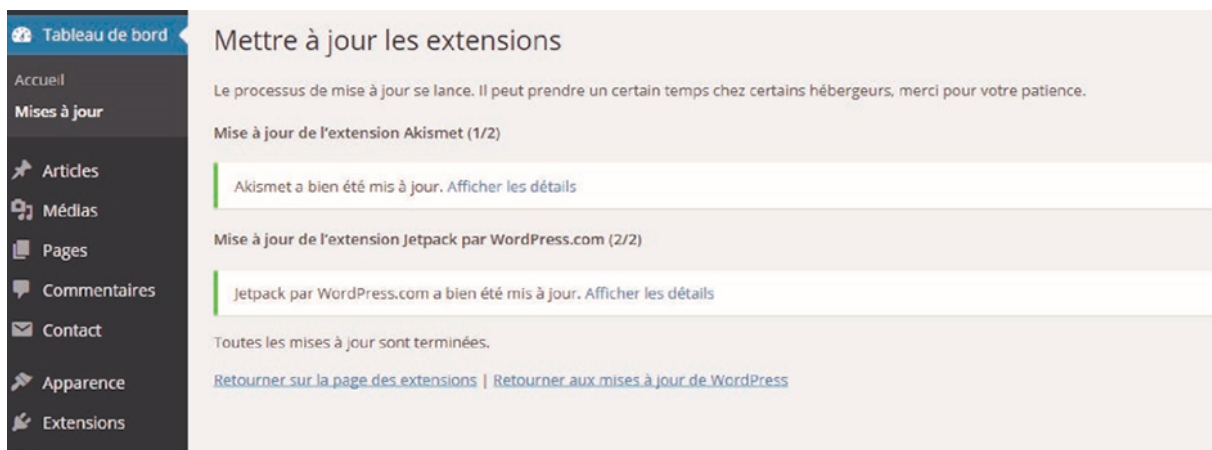 Tableau de bord
Accueil
Mises à jour
Articles
Médias
Pages
Commentaires
Contact
Apparence
Extensions
Mettre à jour les extensions
Le processus de mise à jour se lance. Il peut prendre un certain temps chez certains hébergeurs, merci pour votre patience.
Mise à jour de l'extension Akismet (1/2)
Akismet a bien été mis à jour. Afficher les détails
Mise à jour de l'extension Jetpack par WordPress.com (2/2)
Jetpack par WordPress.com a bien été mis à jour. Afficher les détails
Toutes les mises à jour sont terminées.
Retourner sur la page des extensions | Retourner aux mises à jour de WordPress